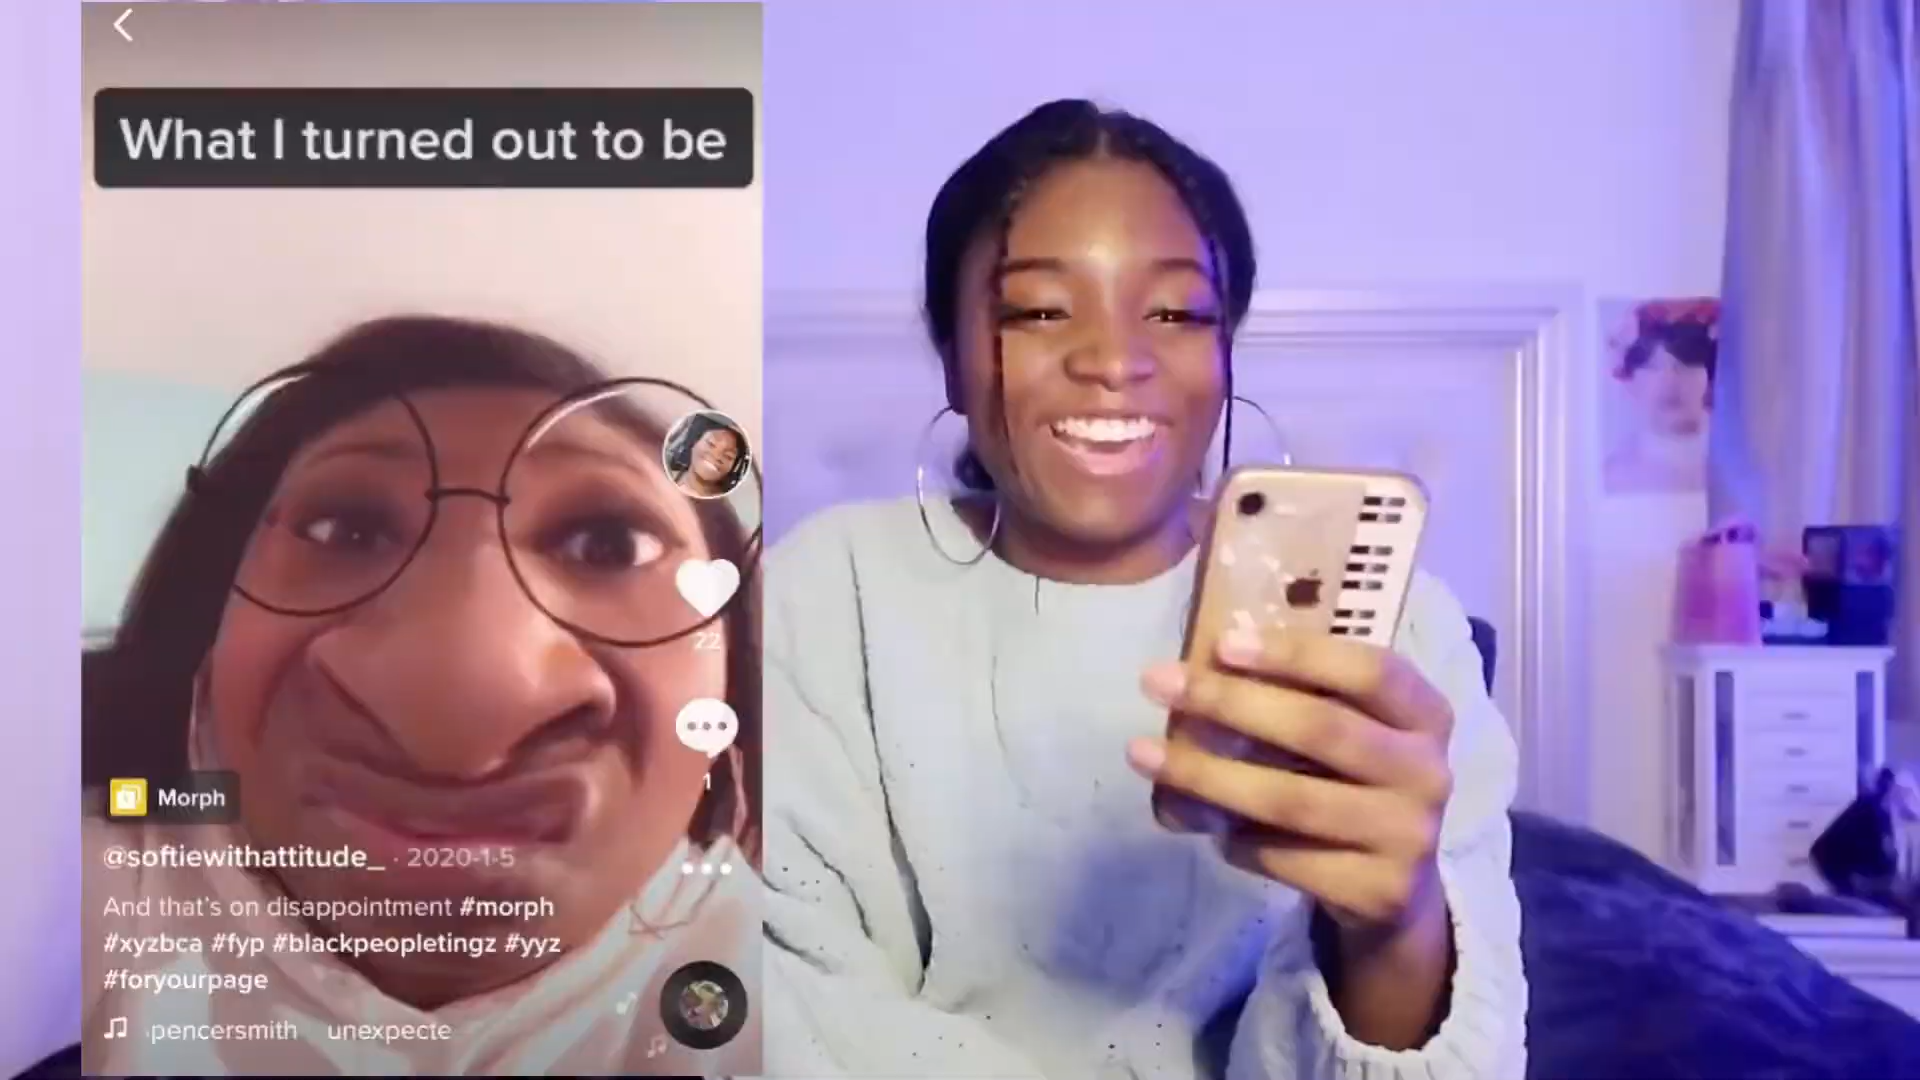 What I turned out to be
22
1
Morph
@softiewithattitude_ · 2020-1-5
And that's on disappointment #morph
#xyzbca #fyp #blackpeopletingz #yyz
#foryourpage
pencersmith unexpecte